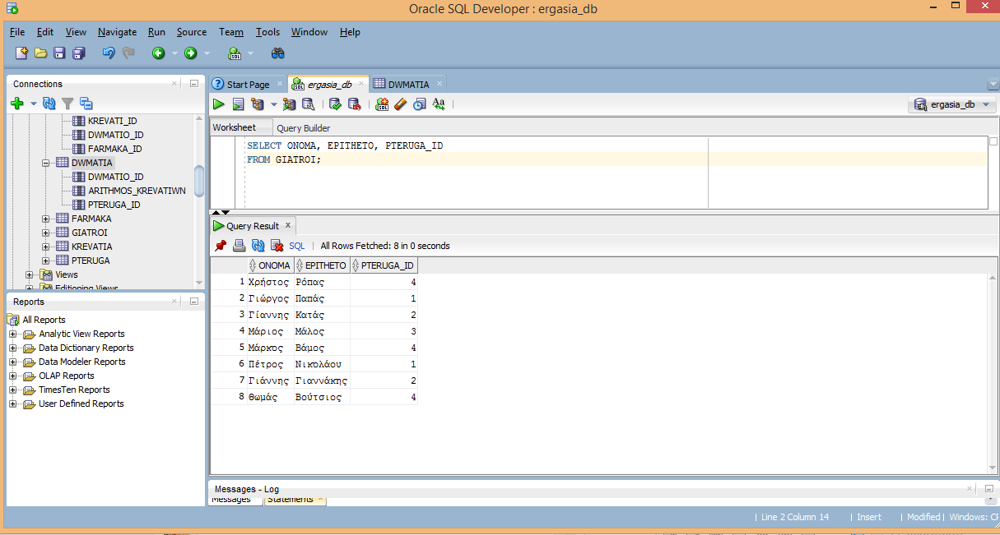 Oracle SQL Developer : ergasia_db
File Edit View Navigate Run Source Team Tools Window Help
Connections
KREVATI_ID
DWMATIO_ID
FARMAKA_ID
DWMATIA
DWMATIO_ID
ARITHMOS_KREVATIWN
PTERUGA_ID
FARMAKA
GIATROI
KREVATIA
PTERUGA
Views
Editioning Views
Reports
All Reports
Analytic View Reports
Data Dictionary Reports
Data Modeler Reports
OLAP Reports
TimesTen Reports
User Defined Reports
Start Page ergasia_db DWMATIA
ergasia_db
Worksheet Query Builder
SELECT ONOMA, EPITHETO, PTERUGA_ID
FROM GIATROI;
Query Result
SQL | All Rows Fetched: 8 in 0 seconds
ONOMA EPITHETO PTERUGA_ID
1 Χρήστος Ρόπας 4
2 Γιώργος Παπάς 1
3 Γίαννης Κατάς 2
4 Μάριος Μάλος 3
5 Μάρκος Βάμος 4
6 Πέτρος Νικολάου 1
7 Γιάννης Γιαννάκης 2
8 Θωμάς Βούτσιος 4
Messages - Log
Messages Statements
| Line 2 Column 14 | Insert | Modified | Windows: CF